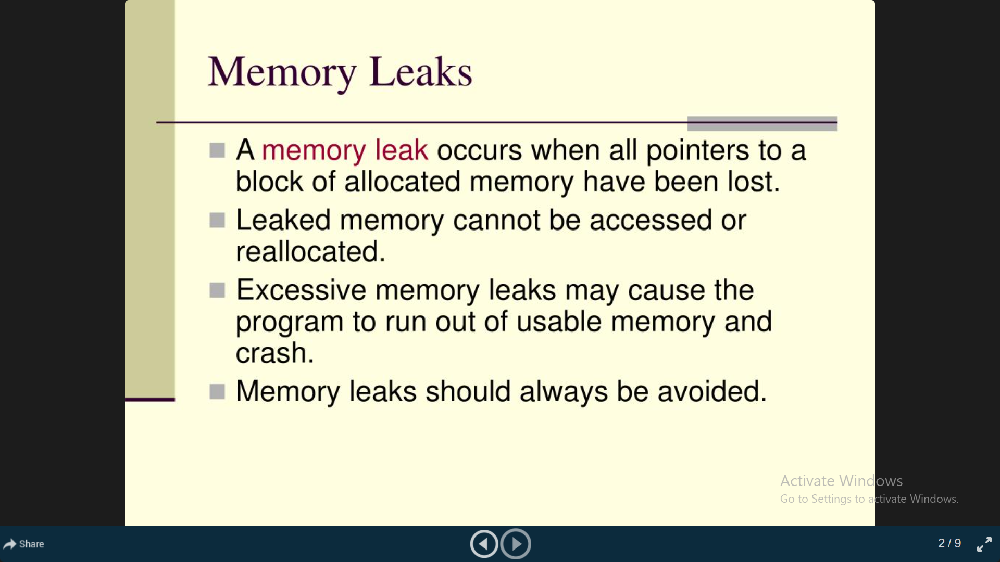 Memory Leaks
A memory leak occurs when all pointers to a
block of allocated memory have been lost.
Leaked memory cannot be accessed or
reallocated.
Excessive memory leaks may cause the
program to run out of usable memory and
crash.
Memory leaks should always be avoided.
Activate Windows
Go to Settings to activate Windows.
Share
2 / 9